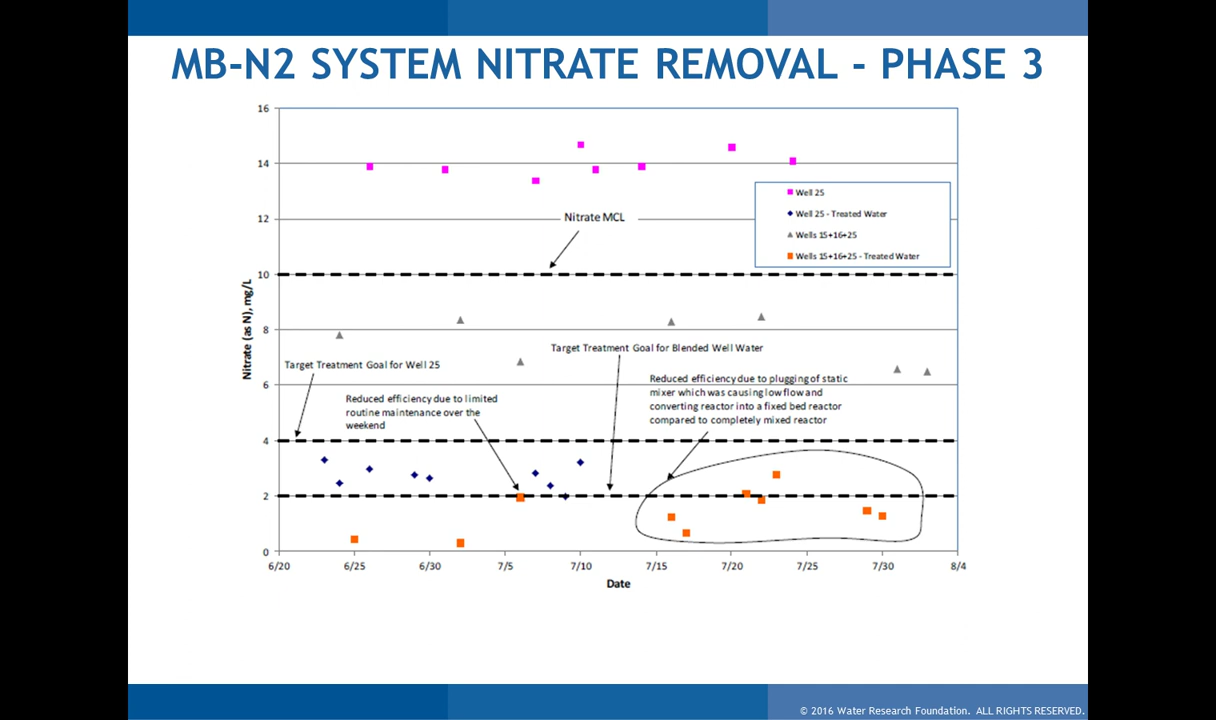 MB-N2 SYSTEM NITRATE REMOVAL - PHASE 3
16
14
12
10
8
6
4
2
0
Nitrate (as N), mg/L
Well 25
Well 25 - Treated Water
Wells 15+16+25
Wells 15+16+25 - Treated Water
Nitrate MCL
Target Treatment Goal for Blended Well Water
Target Treatment Goal for Well 25
Reduced efficiency due to limited
routine maintenance over the
weekend
Reduced efficiency due to plugging of static
mixer which was causing low flow and
converting reactor into a fixed bed reactor
compared to completely mixed reactor
6/20 6/25 6/30 7/5 7/10 7/15 7/20 7/25 7/30 8/4
Date
© 2016 Water Research Foundation. ALL RIGHTS RESERVED.